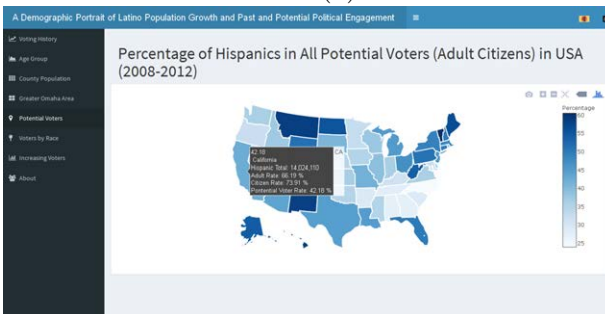 A Demographic Portrait of Latino Population Growth and Past and Potential Political Engagement
Voting History
Age Group
County Population
Greater Omaha Area
Potential Voters
Voters by Race
Increasing Voters
About
Percentage of Hispanics in All Potential Voters (Adult Citizens) in USA
(2008-2012)
Percentage
60
55
50
45
40
35
30
25
42.18
CA
California
Hispanic Total: 14,024,110
Adult Rate: 66.19 %
Citizen Rate: 73.91 %
Pontential Voter Rate: 42.18 %